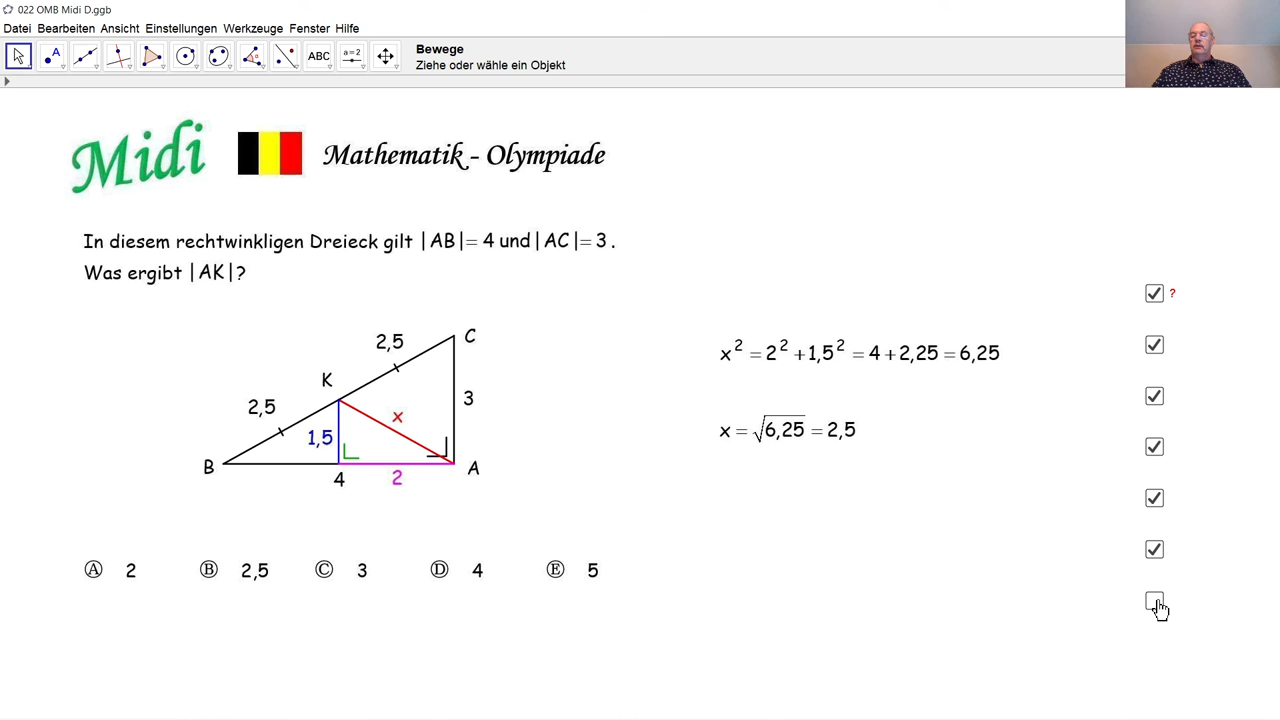 022 OMB Midi D.ggb
Datei Bearbeiten Ansicht Einstellungen Werkzeuge Fenster Hilfe
A ABC a=2 Bewege
Ziehe oder wähle ein Objekt
Midi Mathematik - Olympiade
In diesem rechtwinkligen Dreieck gilt |AB|= 4 und |AC|= 3 .
Was ergibt |AK|?
?
2,5 C
x² = 2² + 1,5² = 4 + 2,25 = 6,25
K
2,5 x 3
1,5 x = √6,25 = 2,5
B A
4 2
Ⓐ 2 Ⓑ 2,5 Ⓒ 3 Ⓓ 4 Ⓔ 5